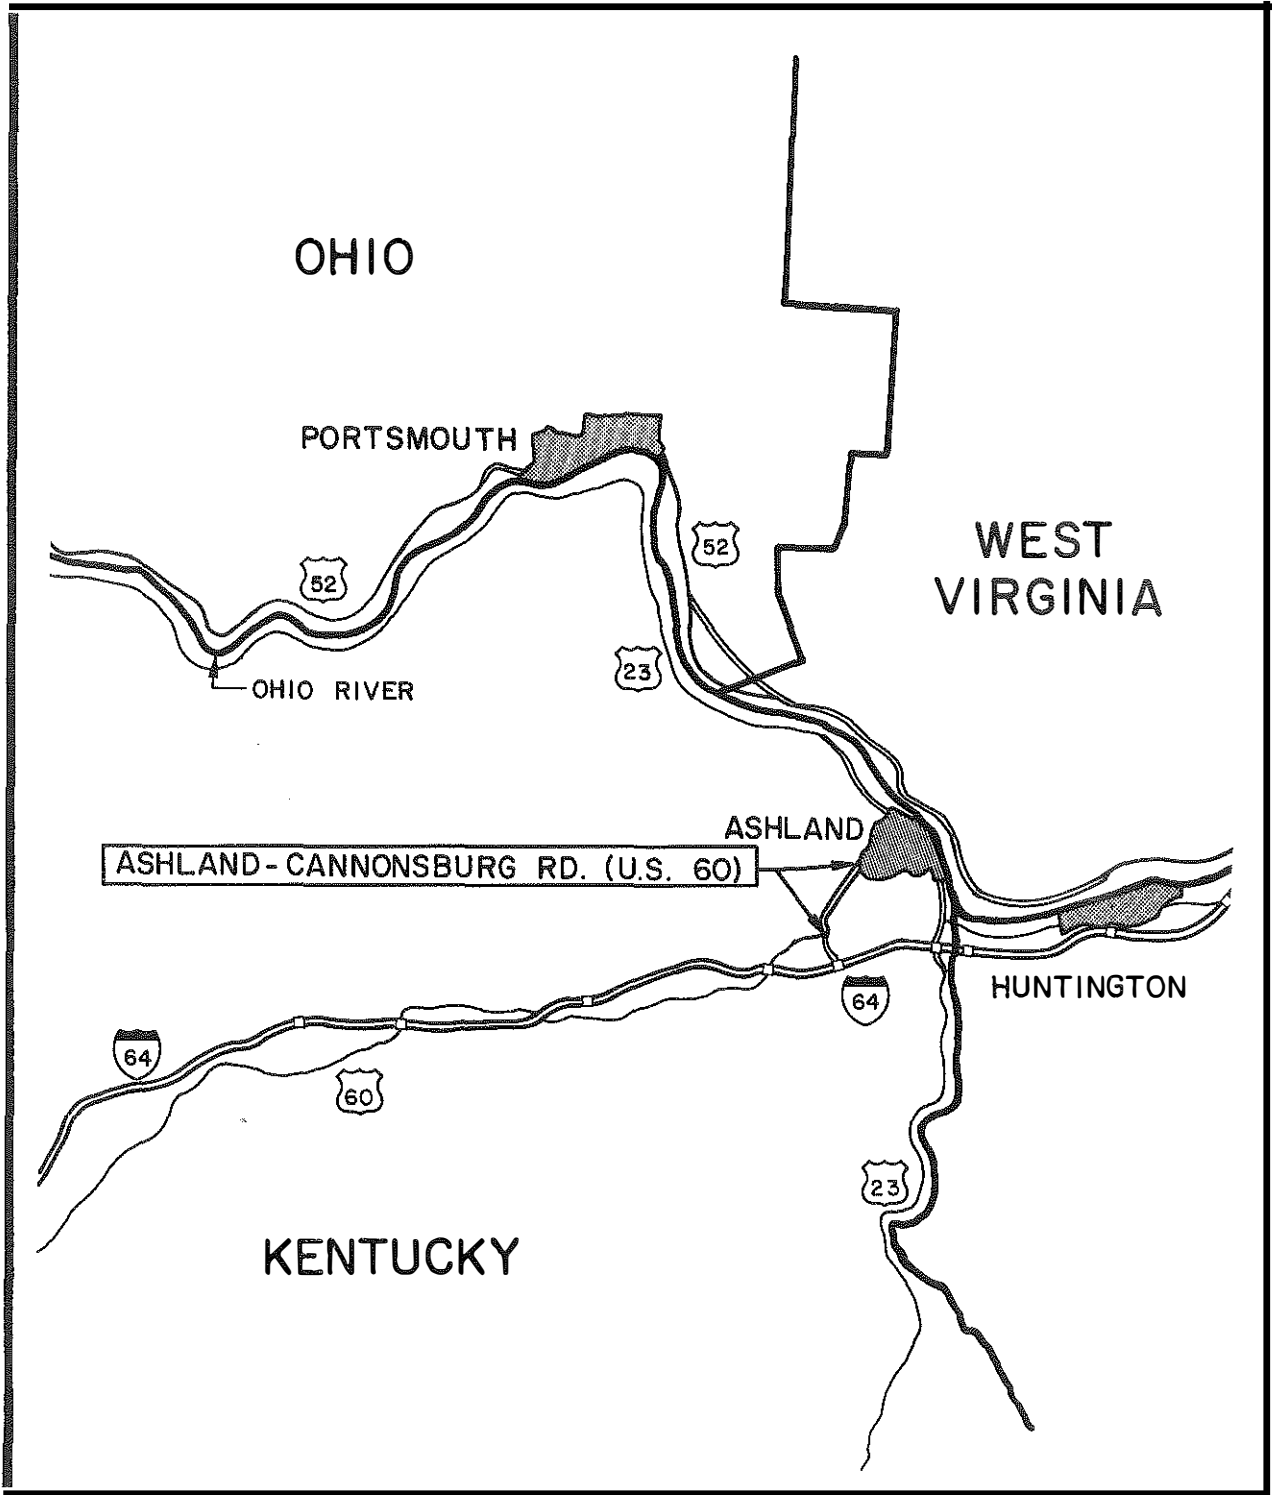 OHIO
PORTSMOUTH
WEST
VIRGINIA
52
52
23
OHIO RIVER
ASHLAND
ASHLAND-CANNONSBURG RD. (U.S. 60)
HUNTINGTON
64
64
60
23
KENTUCKY